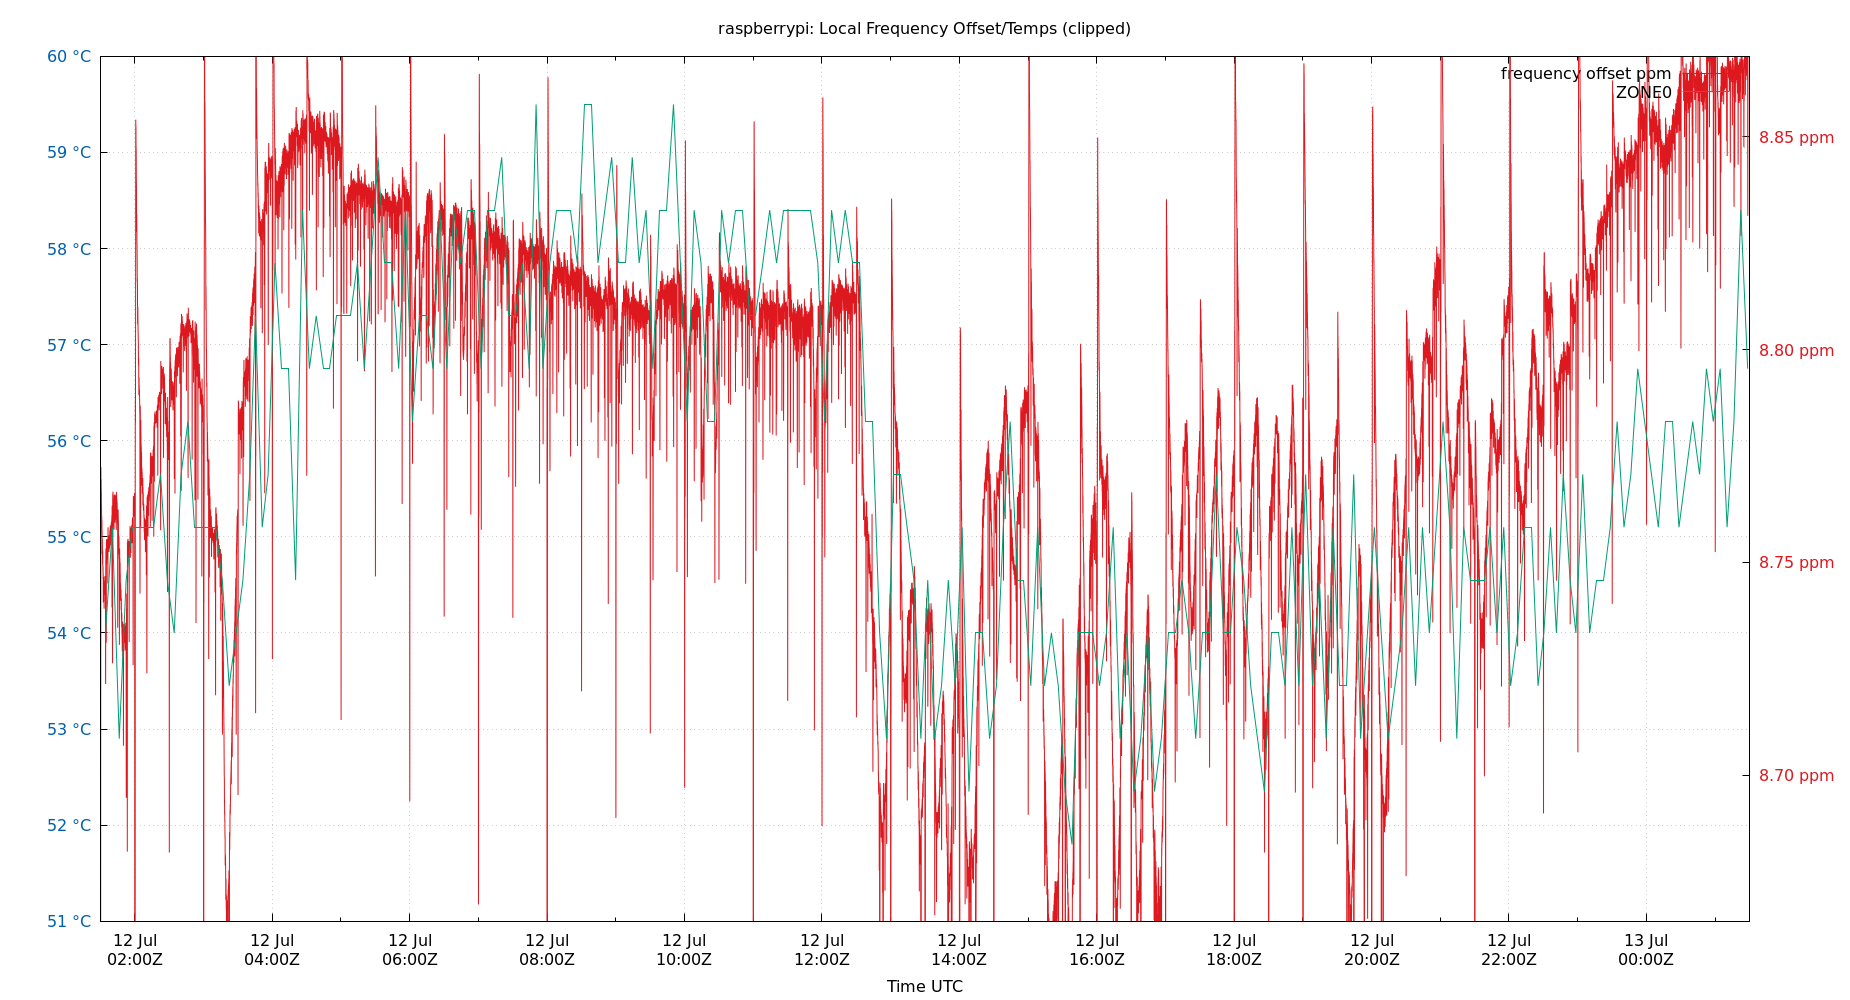 raspberrypi: Local Frequency Offset/Temps (clipped)
60 °C
59 °C
58 °C
57 °C
56 °C
55 °C
54 °C
53 °C
52 °C
51 °C
frequency offset ppm
ZONE0
8.85 ppm
8.80 ppm
8.75 ppm
8.70 ppm
12 Jul 12 Jul 12 Jul 12 Jul 12 Jul 12 Jul 12 Jul 12 Jul 12 Jul 12 Jul 12 Jul 13 Jul
02:00Z 04:00Z 06:00Z 08:00Z 10:00Z 12:00Z 14:00Z 16:00Z 18:00Z 20:00Z 22:00Z 00:00Z
Time UTC